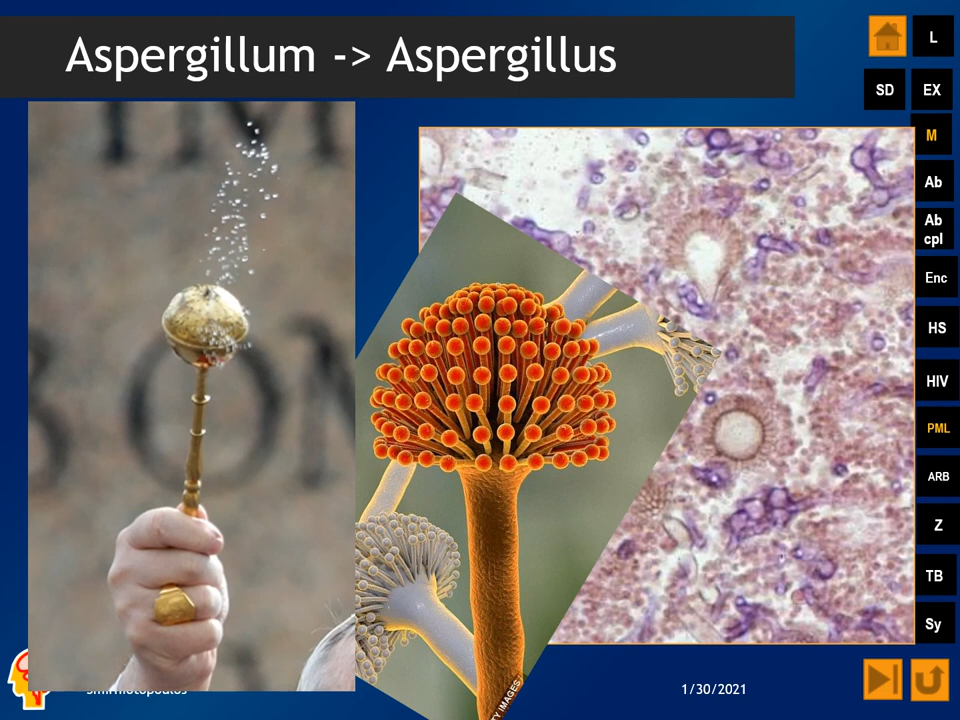 Aspergillum -> Aspergillus
L
SD
EX
M
Ab
Ab
cpl
Enc
HS
HIV
PML
ARB
Z
TB
Sy
1/30/2021